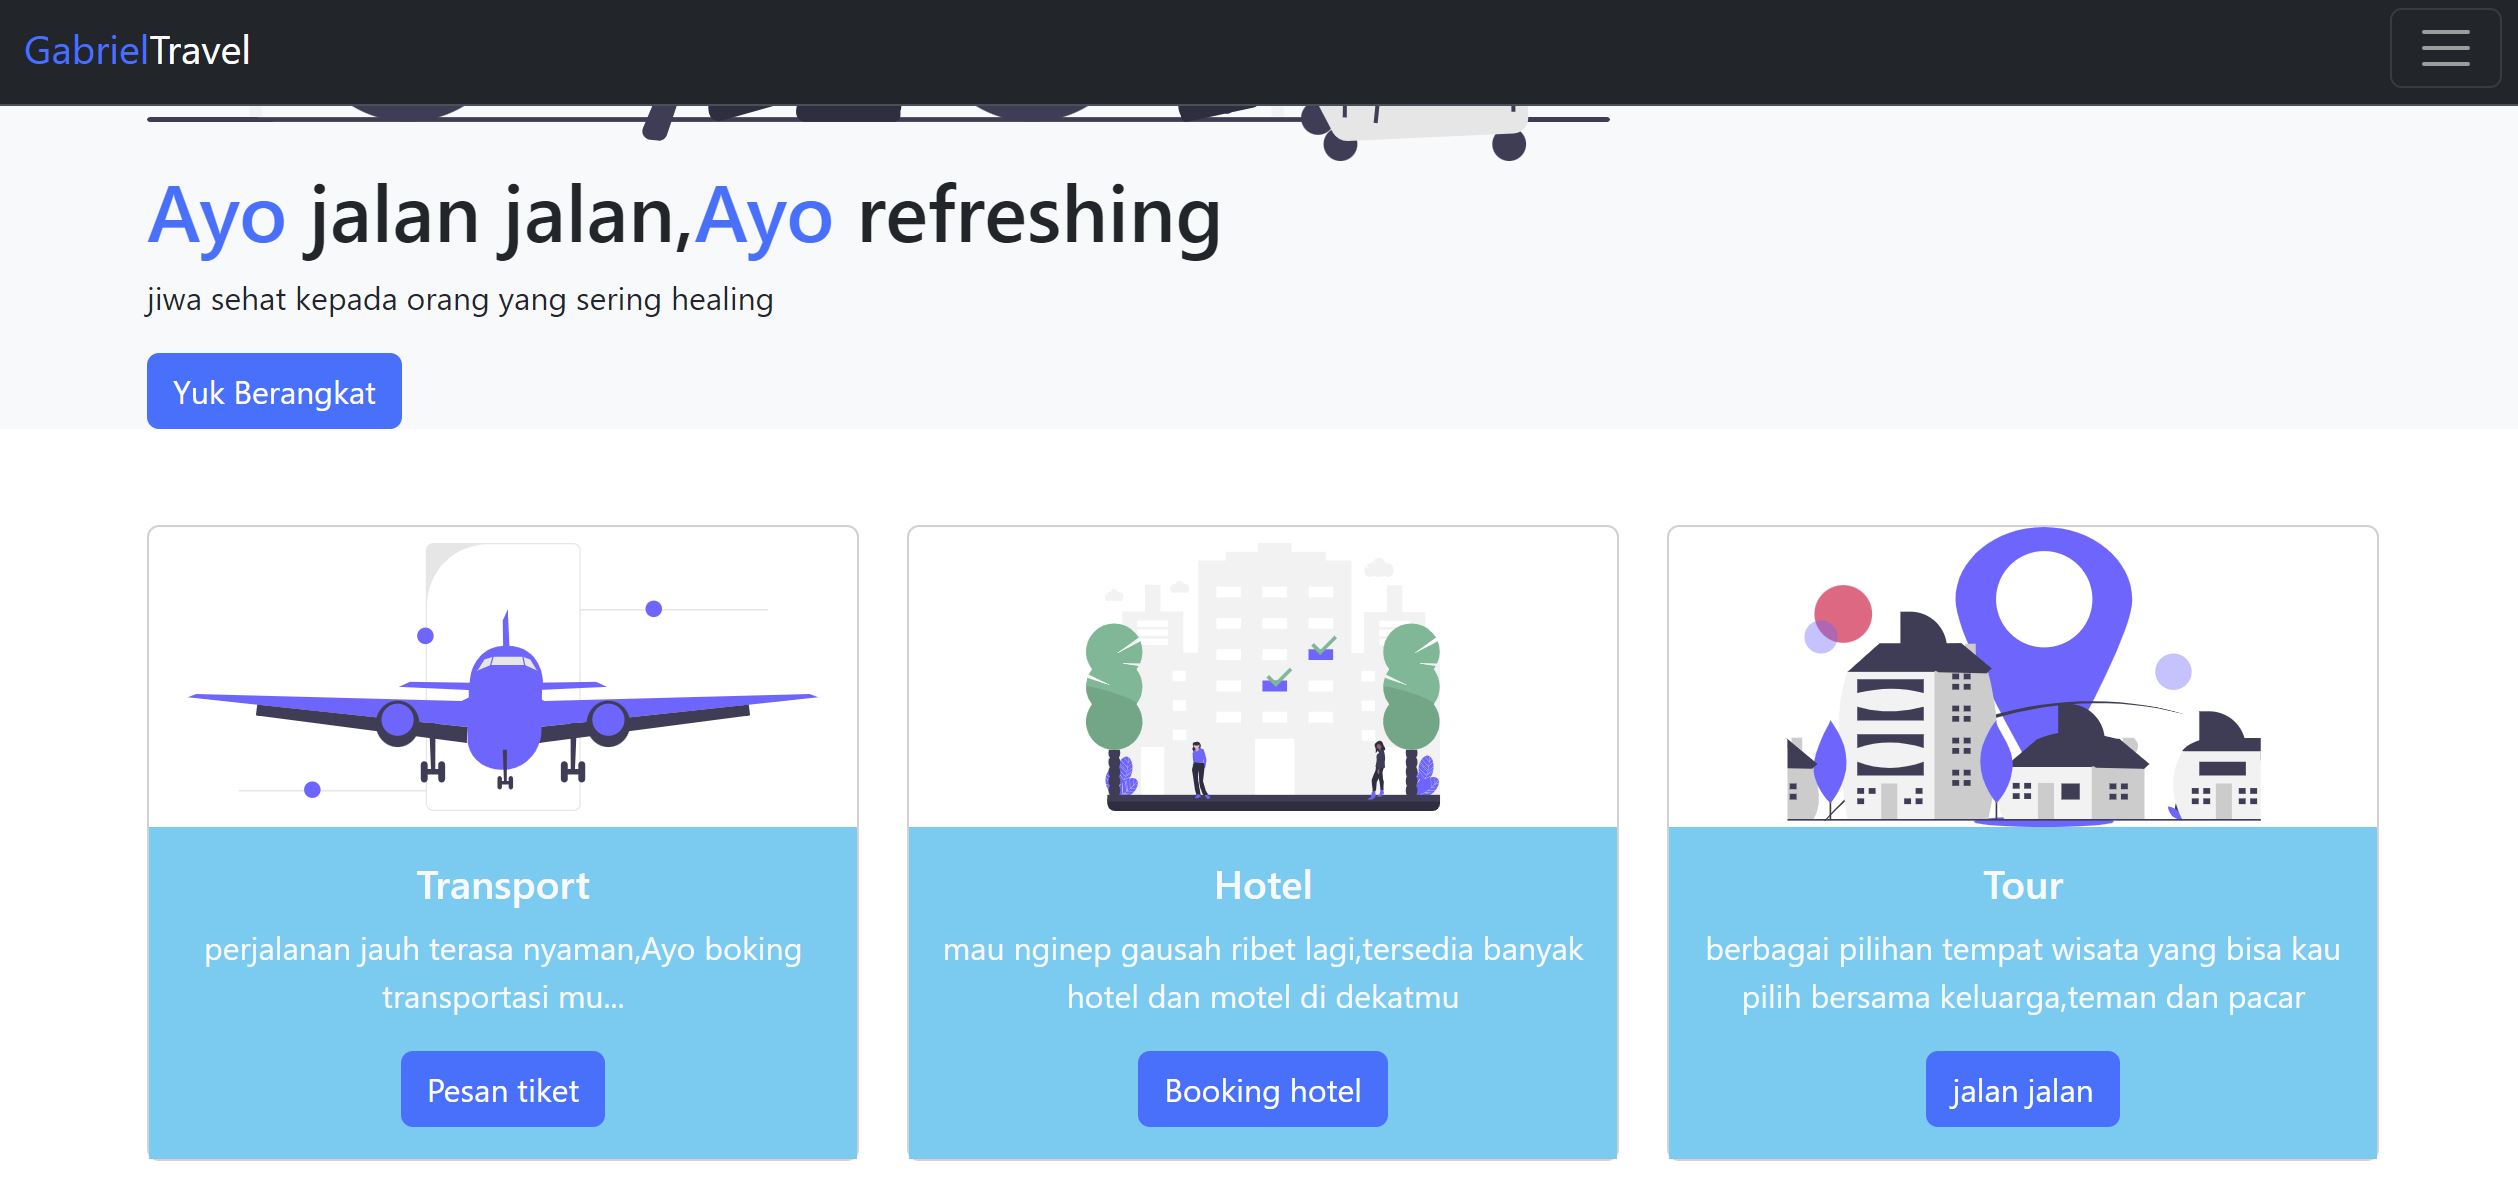 GabrielTravel
Ayo jalan jalan,Ayo refreshing
jiwa sehat kepada orang yang sering healing
Yuk Berangkat
Transport
perjalanan jauh terasa nyaman,Ayo boking
transportasi mu...
Pesan tiket
Hotel
mau nginep gausah ribet lagi,tersedia banyak
hotel dan motel di dekatmu
Booking hotel
Tour
berbagai pilihan tempat wisata yang bisa kau
pilih bersama keluarga,teman dan pacar
jalan jalan